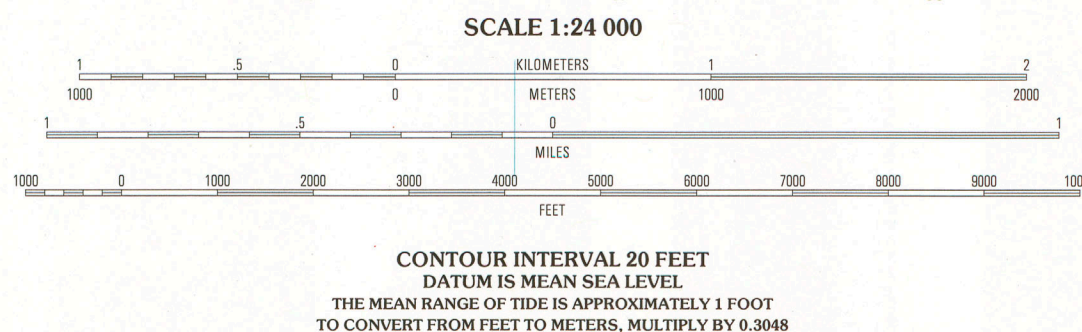 SCALE 1:24 000
1 .5 0 KILOMETERS 1 2
1000 0 METERS 1000 2000
1 .5 0 1
MILES
1000 0 1000 2000 3000 4000 5000 6000 7000 8000 9000
FEET
CONTOUR INTERVAL 20 FEET
DATUM IS MEAN SEA LEVEL
THE MEAN RANGE OF TIDE IS APPROXIMATELY 1 FOOT
TO CONVERT FROM FEET TO METERS, MULTIPLY BY 0.3048